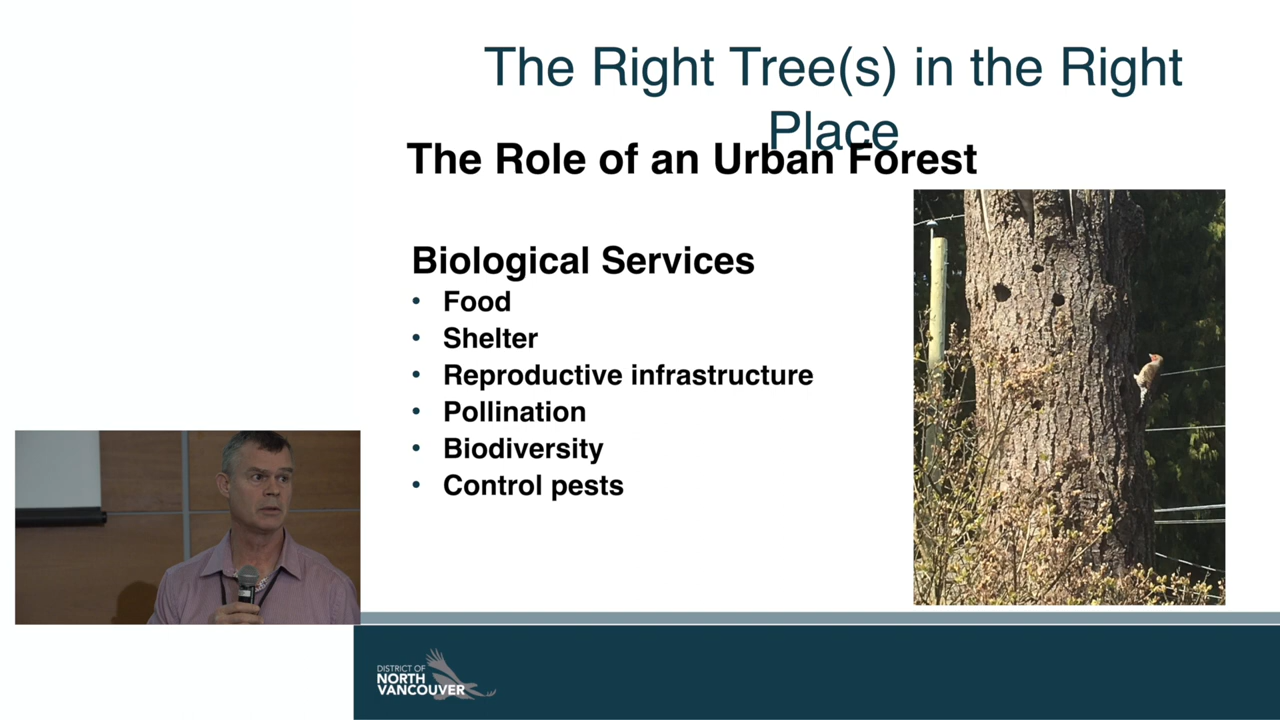 The Right Tree(s) in the Right
Place
The Role of an Urban Forest
Biological Services
• Food
• Shelter
• Reproductive infrastructure
• Pollination
• Biodiversity
• Control pests
DISTRICT OF
NORTH
VANCOUVER